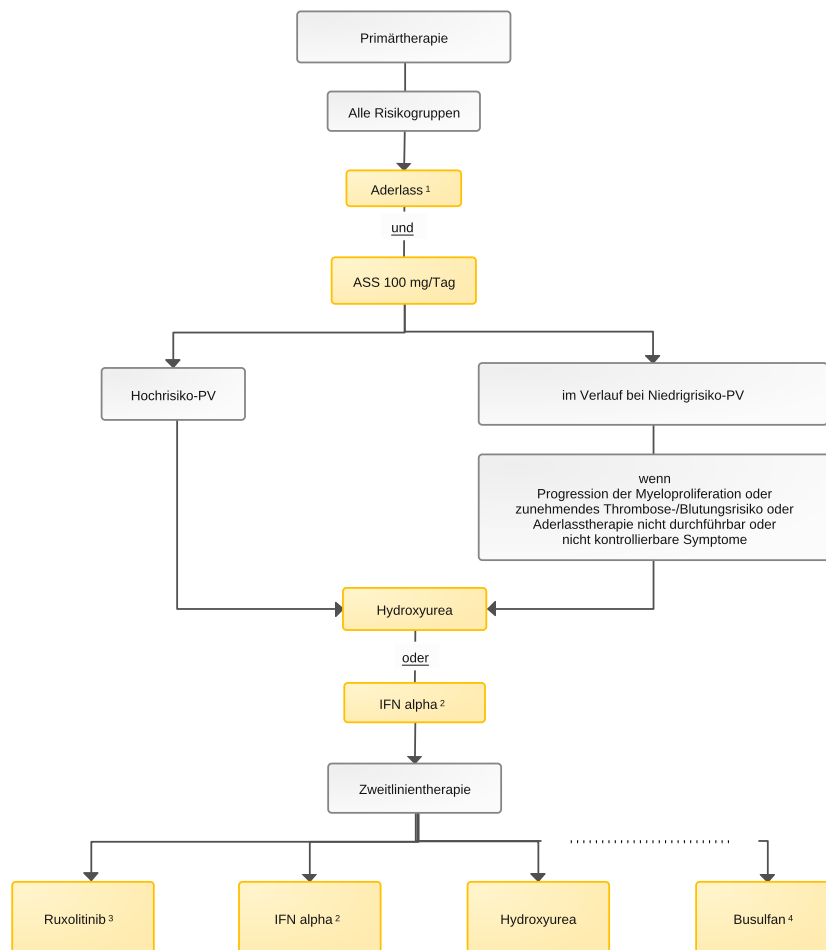 Primärtherapie
Alle Risikogruppen
Aderlass 1
und
ASS 100 mg/Tag
Hochrisiko-PV
im Verlauf bei Niedrigrisiko-PV
wenn
Progression der Myeloproliferation oder
zunehmendes Thrombose-/Blutungsrisiko oder
Aderlasstherapie nicht durchführbar oder
nicht kontrollierbare Symptome
Hydroxyurea
oder
IFN alpha 2
Zweitlinientherapie
Ruxolitinib 3
IFN alpha 2
Hydroxyurea
Busulfan 4